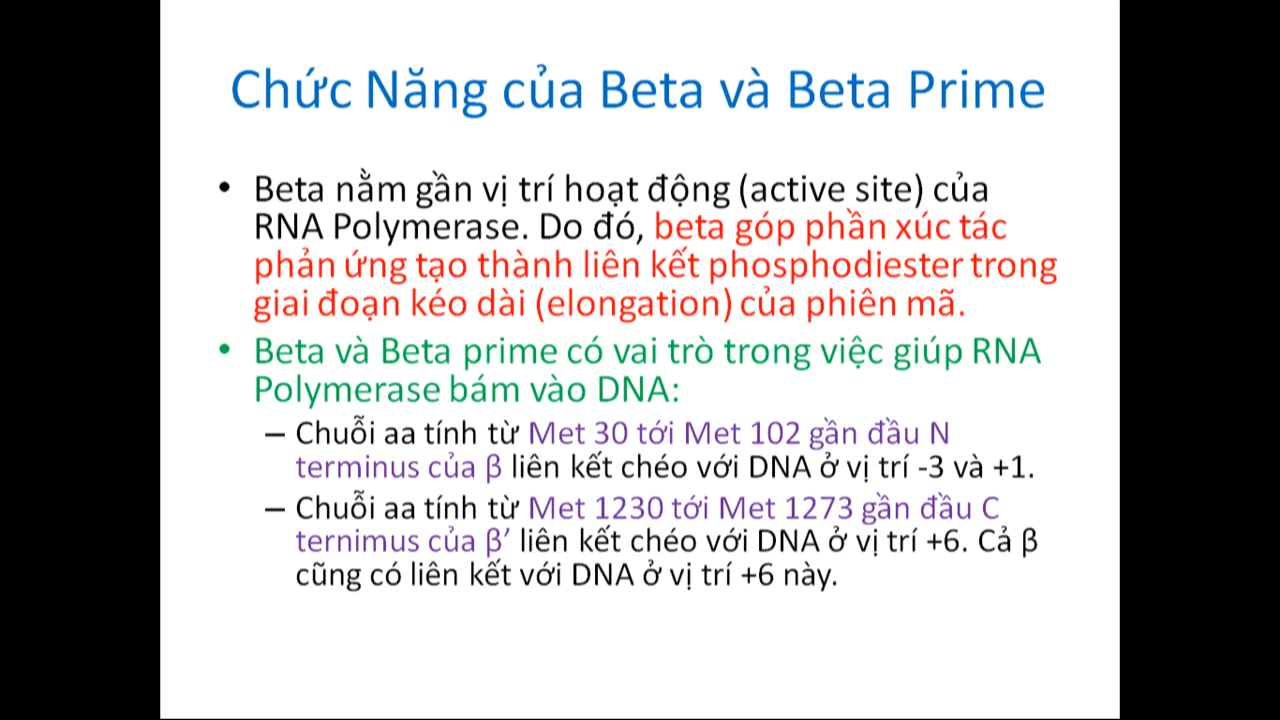 Chức Năng của Beta và Beta Prime
• Beta nằm gần vị trí hoạt động (active site) của
RNA Polymerase. Do đó, beta góp phần xúc tác
phản ứng tạo thành liên kết phosphodiester trong
giai đoạn kéo dài (elongation) của phiên mã.
• Beta và Beta prime có vai trò trong việc giúp RNA
Polymerase bám vào DNA:
– Chuỗi aa tính từ Met 30 tới Met 102 gần đầu N
terminus của β liên kết chéo với DNA ở vị trí -3 và +1.
– Chuỗi aa tính từ Met 1230 tới Met 1273 gần đầu C
ternimus của β’ liên kết chéo với DNA ở vị trí +6. Cả β
cũng có liên kết với DNA ở vị trí +6 này.